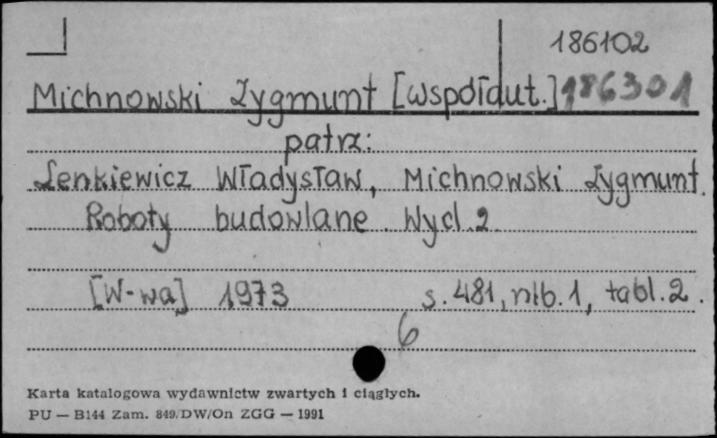 186102
Michnowski Zygmunt [współaut.] 186301
patrz:
Lenkiewicz Władysław, Michnowski Zygmunt.
Roboty budowlane. Wyd. 2.
[W-wa] 1973 s. 481, nlb. 1, tabl. 2.
6
Karta katalogowa wydawnictw zwartych i ciągłych.
PU — B144 Zam. 849/DW/On ZGG — 1991